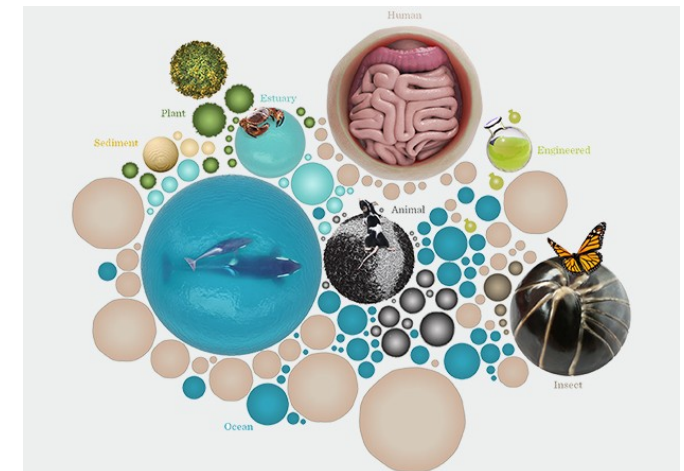 Human
Estuary
Plant
Sediment
Engineered
Animal
Insect
Ocean